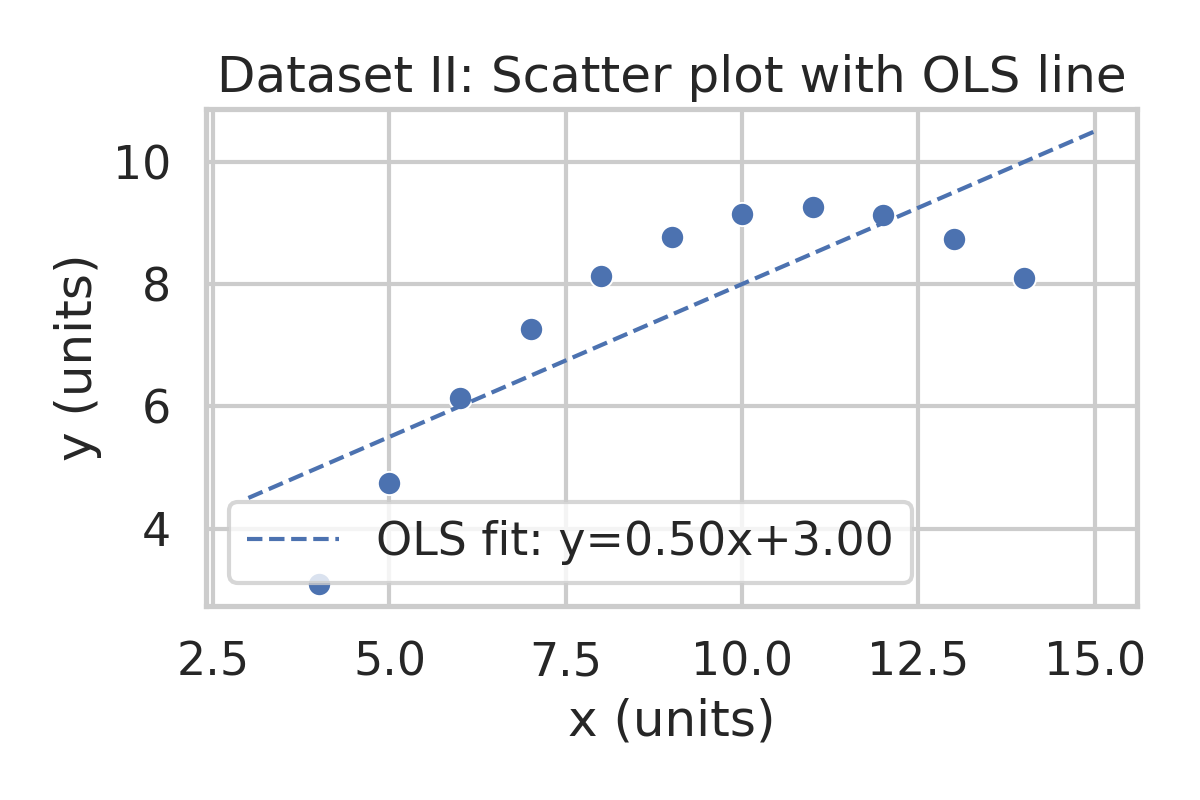 Dataset II: Scatter plot with OLS line
10
8
6
4
y (units)
OLS fit: y=0.50x+3.00
2.5 5.0 7.5 10.0 12.5 15.0
x (units)